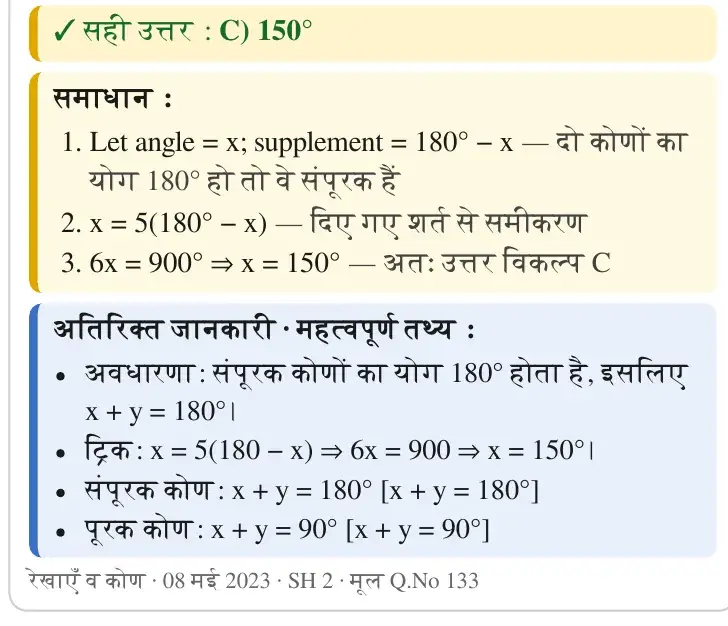 ✓ सही उत्तर : C) 150°
समाधान :
1. Let angle = x; supplement = 180° − x — दो कोणों का
योग 180° हो तो वे संपूरक हैं
2. x = 5(180° − x) — दिए गए शर्त से समीकरण
3. 6x = 900° ⇒ x = 150° — अतः उत्तर विकल्प C
अतिरिक्त जानकारी · महत्वपूर्ण तथ्य :
• अवधारणा : संपूरक कोणों का योग 180° होता है, इसलिए
x + y = 180°।
• ट्रिक : x = 5(180 − x) ⇒ 6x = 900 ⇒ x = 150°।
• संपूरक कोण : x + y = 180° [x + y = 180°]
• पूरक कोण : x + y = 90° [x + y = 90°]
रेखाएँ व कोण · 08 मई 2023 · SH 2 · मूल Q.No 133